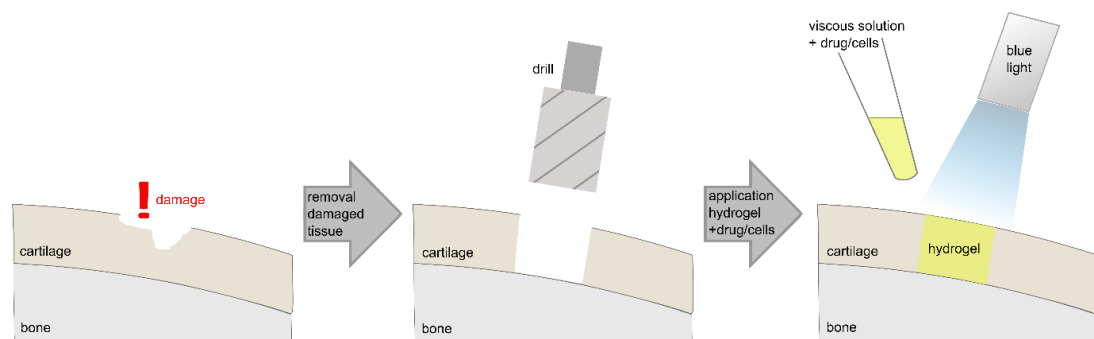 ! damage
cartilage
bone
removal
damaged
tissue
drill
cartilage
bone
application
hydrogel
+drug/cells
viscous solution
+ drug/cells
blue
light
cartilage
hydrogel
bone